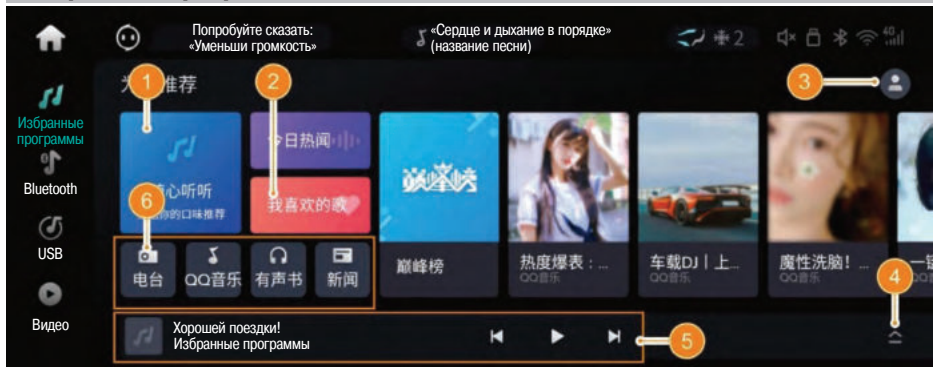 Попробуйте сказать:
«Уменьши громкость»
«Сердце и дыхание в порядке»
(название песни)
2
4G
推荐
1
2
3
Избранные
программы
Bluetooth
USB
Видео
今日热闻
心听听
你的口味推荐
我喜欢的歌
巅峰榜
6
电台
QQ音乐
有声书
新闻
巅峰榜
热度爆表：...
QQ音乐
车载DJ丨上...
QQ音乐
魔性洗脑！...
QQ音乐
4
Хорошей поездки!
Избранные программы
5